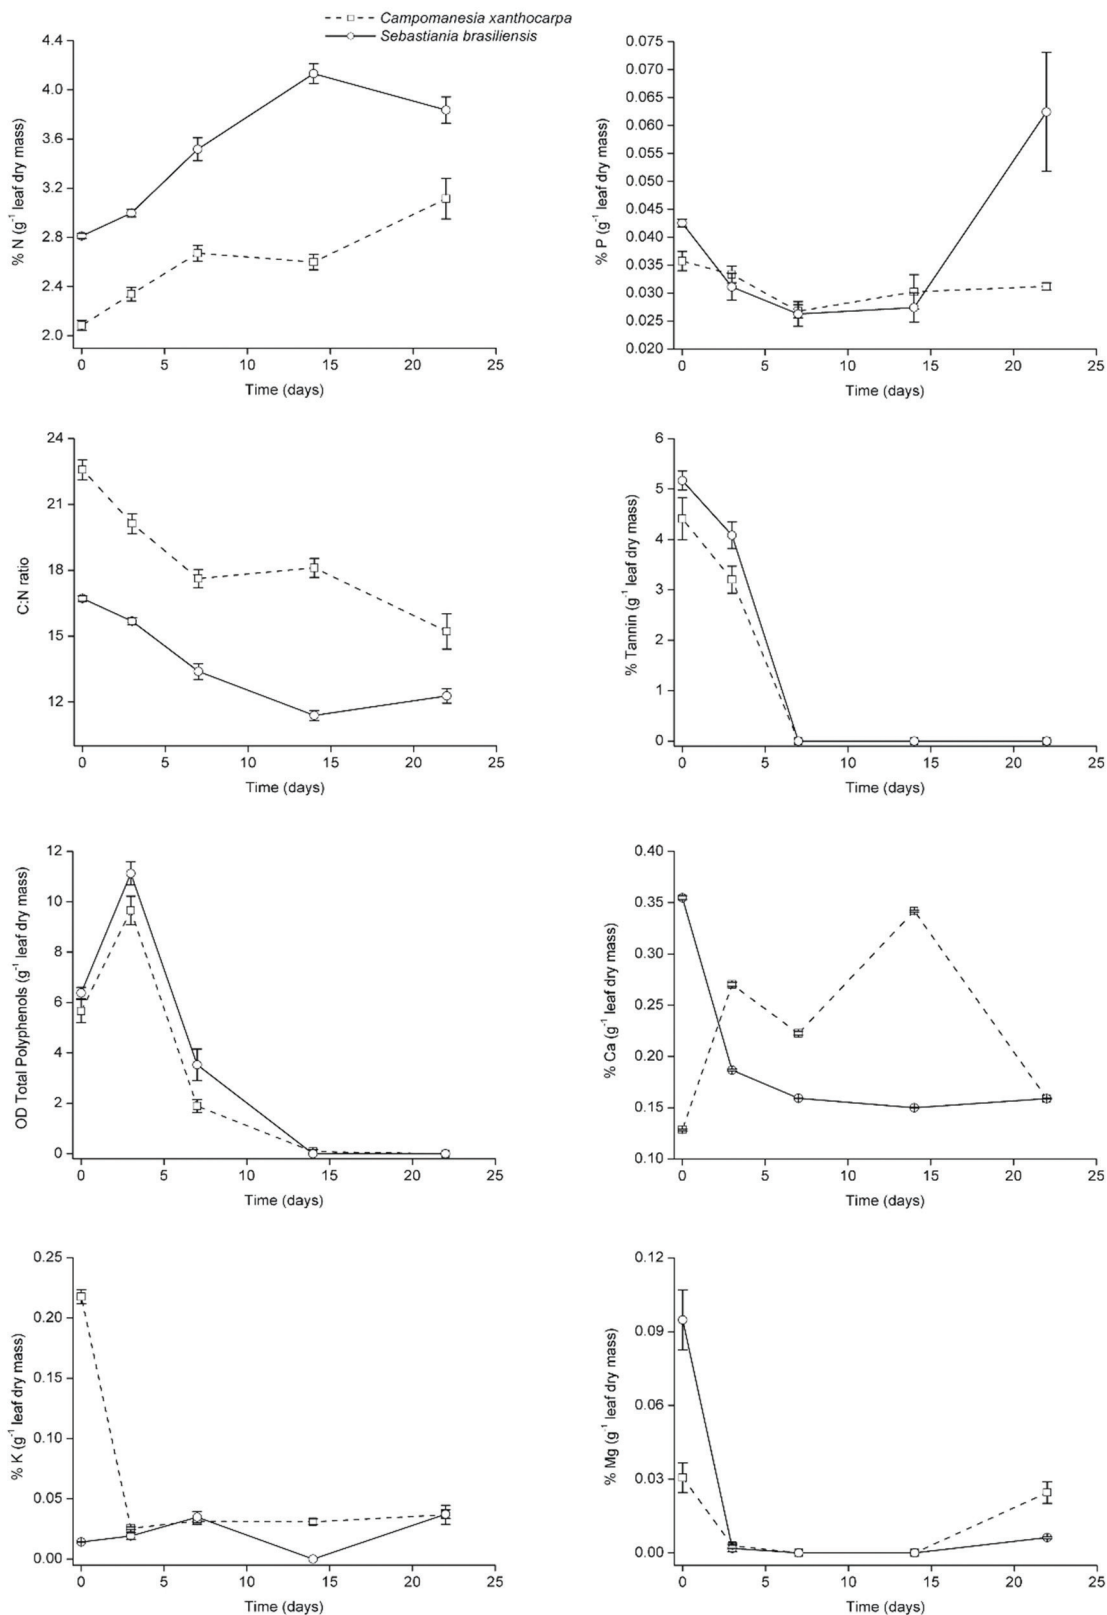 Campomanesia xanthocarpa
Sebastiania brasiliensis
4.4
4.0
3.6
3.2
2.8
2.4
2.0
% N (g⁻¹ leaf dry mass)
0 5 10 15 20 25
Time (days)
0.075
0.070
0.065
0.060
0.055
0.050
0.045
0.040
0.035
0.030
0.025
0.020
% P (g⁻¹ leaf dry mass)
0 5 10 15 20 25
Time (days)
24
21
18
15
12
C:N ratio
0 5 10 15 20 25
Time (days)
6
5
4
3
2
1
0
% Tannin (g⁻¹ leaf dry mass)
0 5 10 15 20 25
Time (days)
12
10
8
6
4
2
0
OD Total Polyphenols (g⁻¹ leaf dry mass)
0 5 10 15 20 25
Time (days)
0.40
0.35
0.30
0.25
0.20
0.15
0.10
% Ca (g⁻¹ leaf dry mass)
0 5 10 15 20 25
Time (days)
0.25
0.20
0.15
0.10
0.05
0.00
% K (g⁻¹ leaf dry mass)
0 5 10 15 20 25
Time (days)
0.12
0.09
0.06
0.03
0.00
% Mg (g⁻¹ leaf dry mass)
0 5 10 15 20 25
Time (days)